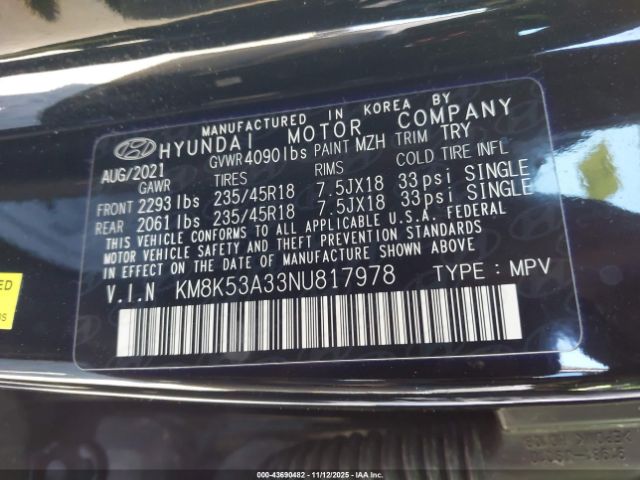 MANUFACTURED IN KOREA BY
HYUNDAI MOTOR COMPANY
AUG/2021 GVWR 4090 lbs PAINT MZH TRIM TRY
GAWR TIRES RIMS COLD TIRE INFL
FRONT 2293 lbs 235/45R18 7.5JX18 33 psi SINGLE
REAR 2061 lbs 235/45R18 7.5JX18 33 psi SINGLE
THIS VEHICLE CONFORMS TO ALL APPLICABLE U.S.A. FEDERAL
MOTOR VEHICLE SAFETY AND THEFT PREVENTION STANDARDS
IN EFFECT ON THE DATE OF MANUFACTURE SHOWN ABOVE.
V.I.N KM8K53A33NU817978 TYPE : MPV
000-43690482 - 11/12/2025 - IAAI.CA